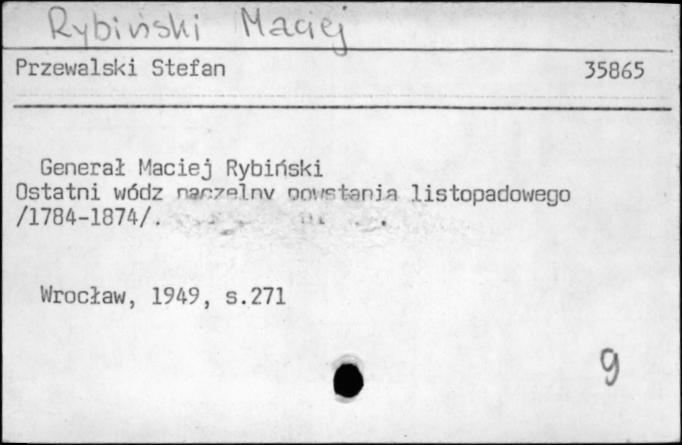 Rybiński Maciej
Przewalski Stefan 35865
Generał Maciej Rybiński
Ostatni wódz naczelny powstania listopadowego
/1784-1874/.
Wrocław, 1949, s.271
9